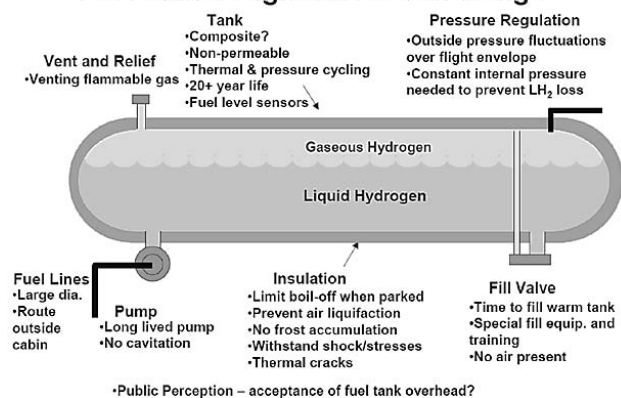 Tank
•Composite?
•Non-permeable
•Thermal & pressure cycling
•20+ year life
•Fuel level sensors
Pressure Regulation
•Outside pressure fluctuations
over flight envelope
•Constant internal pressure
needed to prevent LH₂ loss
Vent and Relief
•Venting flammable gas
Gaseous Hydrogen
Liquid Hydrogen
Fuel Lines
•Large dia.
•Route
outside
cabin
Pump
•Long lived pump
•No cavitation
Insulation
•Limit boil-off when parked
•Prevent air liquifaction
•No frost accumulation
•Withstand shock/stresses
•Thermal cracks
Fill Valve
•Time to fill warm tank
•Special fill equip. and
training
•No air present
•Public Perception – acceptance of fuel tank overhead?